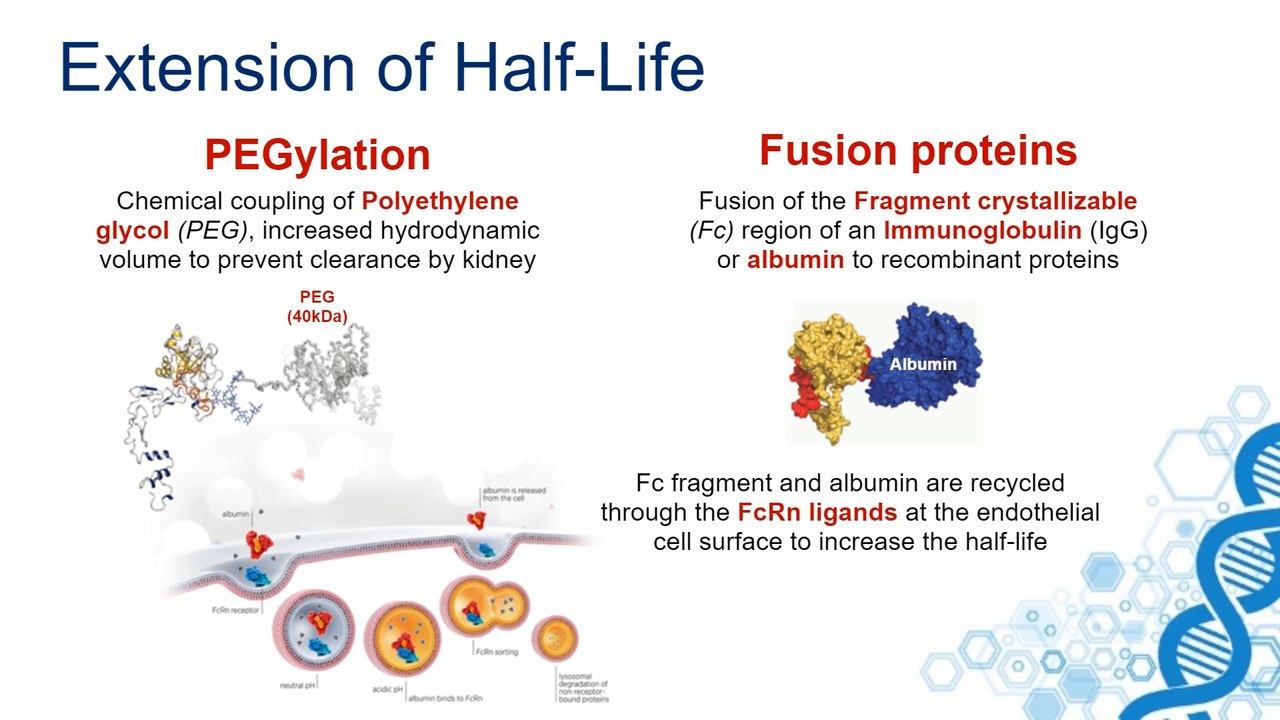 Extension of Half-Life
PEGylation
Chemical coupling of Polyethylene
glycol (PEG), increased hydrodynamic
volume to prevent clearance by kidney
PEG
(40kDa)
Fusion proteins
Fusion of the Fragment crystallizable
(Fc) region of an Immunoglobulin (IgG)
or albumin to recombinant proteins
Albumin
Fc fragment and albumin are recycled
through the FcRn ligands at the endothelial
cell surface to increase the half-life
albumin
albumin is released
from the cell
FcRn receptor
neutral pH
acidic pH
albumin binds to FcRn
FcRn sorting
lysosomal
degradation of
non-receptor-
bound proteins